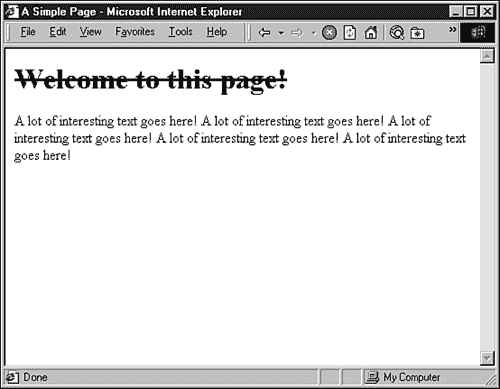 A Simple Page - Microsoft Internet Explorer
File Edit View Favorites Tools Help »
Welcome to this page!
A lot of interesting text goes here! A lot of interesting text goes here! A lot of
interesting text goes here! A lot of interesting text goes here! A lot of interesting text
goes here!
Done My Computer